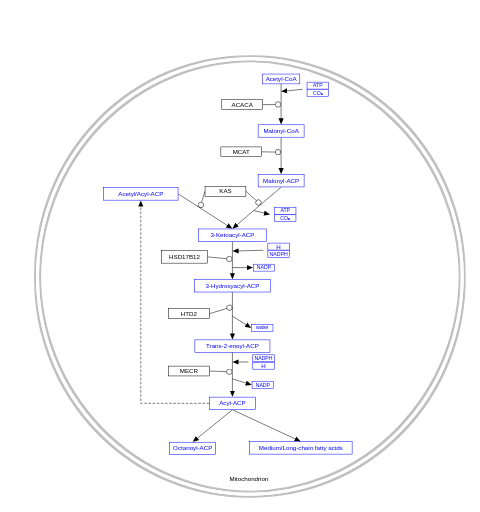 Acetyl-CoA
ATP
CO₂
ACACA
Malonyl-CoA
MCAT
Malonyl-ACP
Acetyl/Acyl-ACP
KAS
ATP
CO₂
3-Ketoacyl-ACP
H
NADPH
HSD17B12
NADP
3-Hydroxyacyl-ACP
HTD2
water
Trans-2-enoyl-ACP
NADPH
H
MECR
NADP
Acyl-ACP
Octanoyl-ACP
Medium/Long-chain fatty acids
Mitochondrion